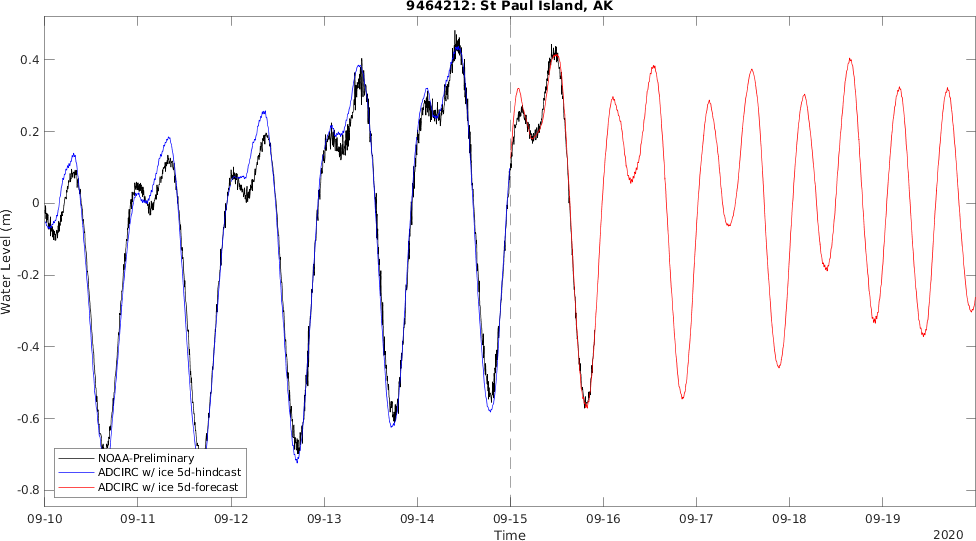 9464212: St Paul Island, AK
0.4
0.2
0
-0.2
-0.4
-0.6
-0.8
Water Level (m)
NOAA-Preliminary
ADCIRC w/ ice 5d-hindcast
ADCIRC w/ ice 5d-forecast
09-10 09-11 09-12 09-13 09-14 09-15 09-16 09-17 09-18 09-19
Time
2020